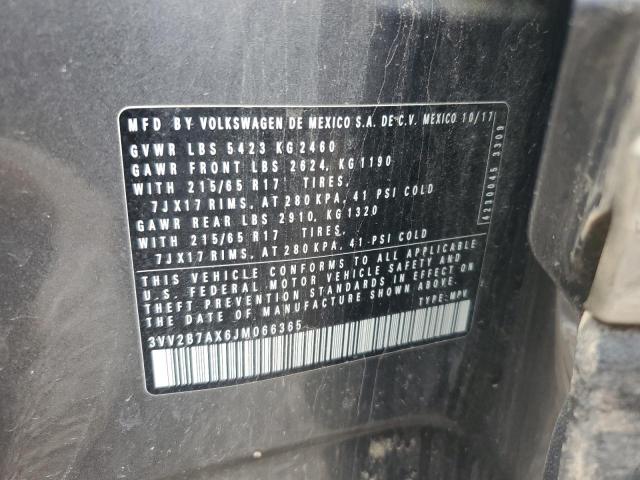 MFD BY VOLKSWAGEN DE MEXICO S.A. DE C.V. MEXICO 10/17
GVWR LBS 5423 KG 2460
GAWR FRONT LBS 2624, KG 1190
WITH 215/65 R17 TIRES,
7JX17 RIMS, AT 280 KPA, 41 PSI COLD
GAWR REAR LBS 2910, KG 1320
WITH 215/65 R17 TIRES,
7JX17 RIMS, AT 280 KPA, 41 PSI COLD
THIS VEHICLE CONFORMS TO ALL APPLICABLE
U.S. FEDERAL MOTOR VEHICLE SAFETY AND
THEFT PREVENTION STANDARDS IN EFFECT ON
THE DATE OF MANUFACTURE SHOWN ABOVE.
3VV2B7AX6JM066365 TYPE: MPV
42300045 3309